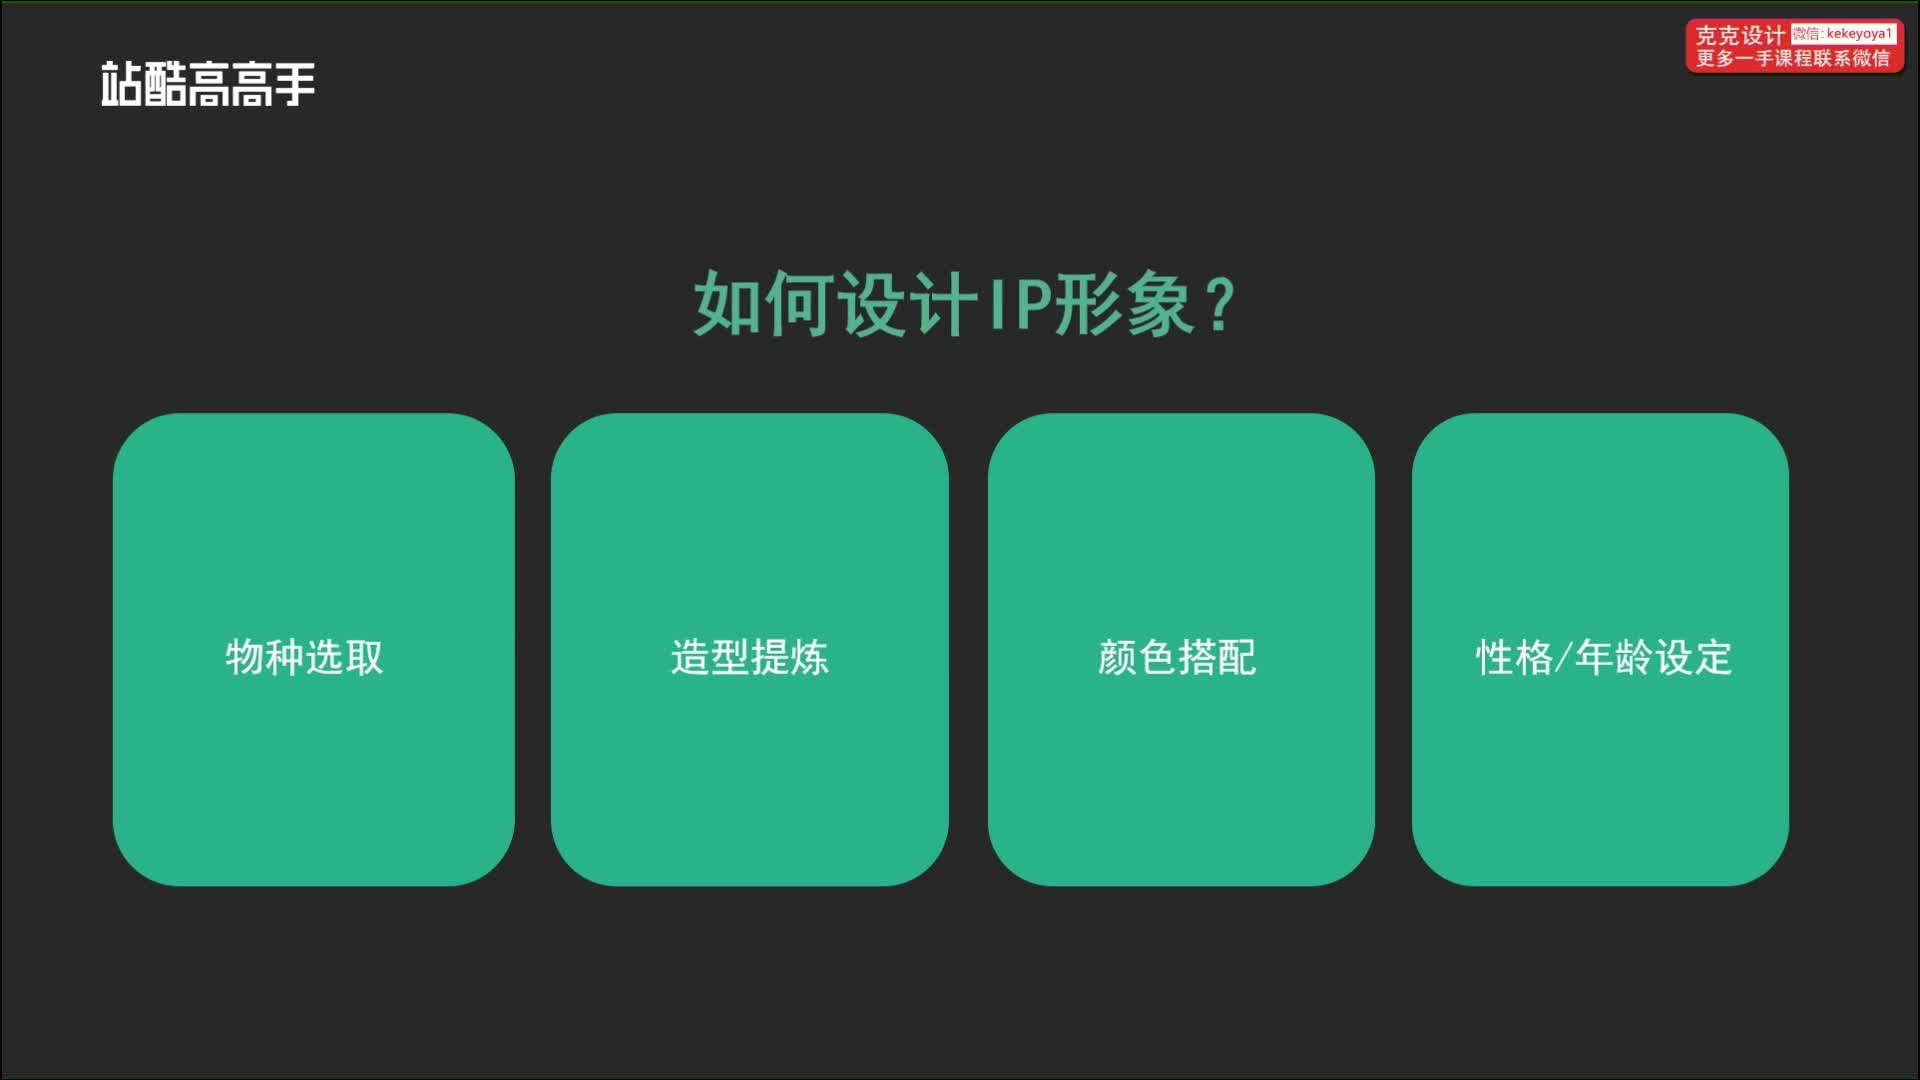 站酷高高手
克克设计 微信:kekeyoya1
更多一手课程联系微信
如何设计IP形象?
物种选取
造型提炼
颜色搭配
性格/年龄设定